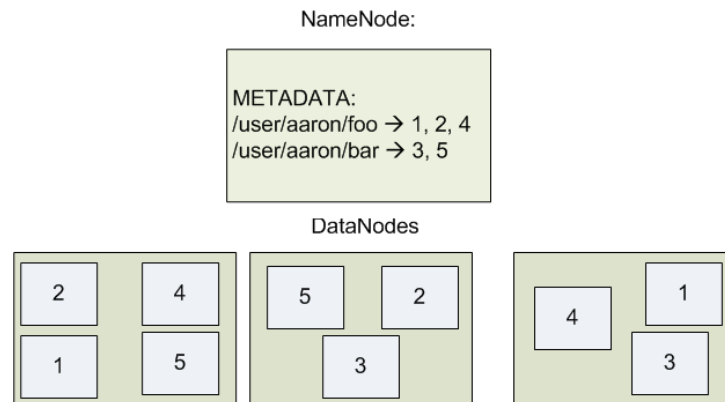 NameNode:
METADATA:
/user/aaron/foo → 1, 2, 4
/user/aaron/bar → 3, 5
DataNodes
2 4
1 5
5 2
3
1
4
3